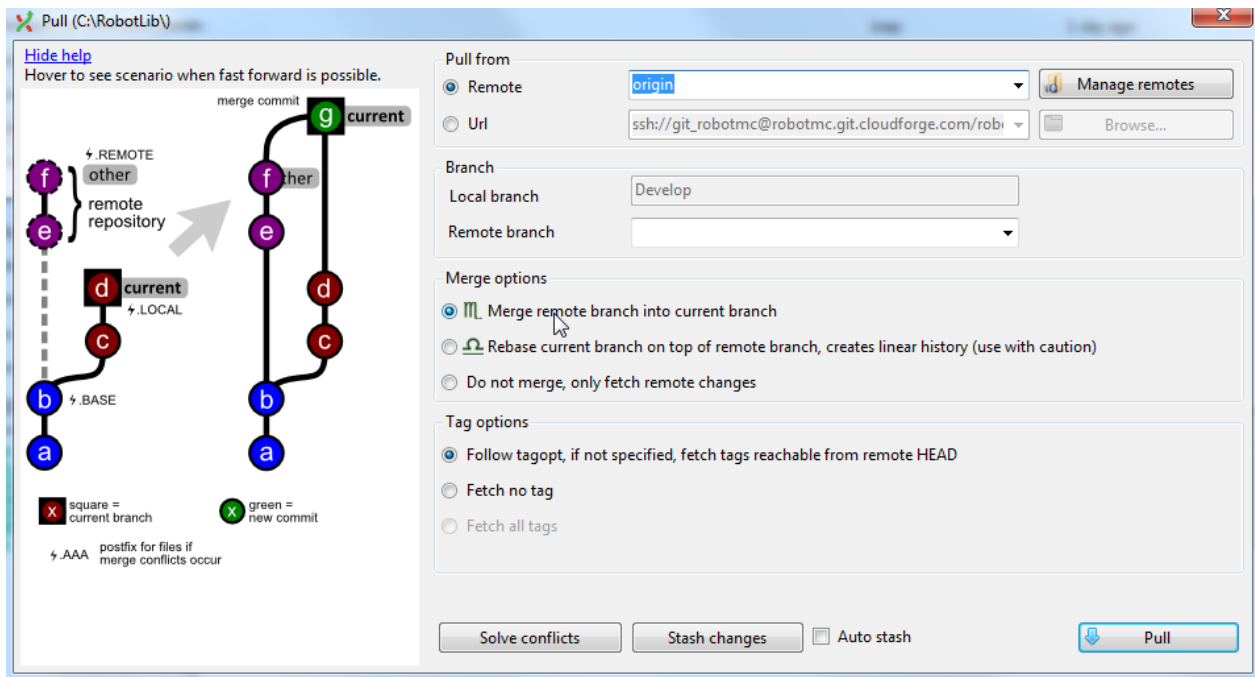 Pull (C:\RobotLib\)
Hide help
Hover to see scenario when fast forward is possible.
merge commit
g
current
.REMOTE
other
f
remote
repository
e
f
ther
e
d
current
.LOCAL
c
d
c
b
.BASE
b
a
a
x
square =
current branch
x
green =
new commit
.AAA
postfix for files if
merge conflicts occur
Pull from
Remote
origin
Manage remotes
Url
ssh://git_robotmc@robotmc.git.cloudforge.com/rob
Browse...
Branch
Local branch
Develop
Remote branch
Merge options
Merge remote branch into current branch
Rebase current branch on top of remote branch, creates linear history (use with caution)
Do not merge, only fetch remote changes
Tag options
Follow tagopt, if not specified, fetch tags reachable from remote HEAD
Fetch no tag
Fetch all tags
Solve conflicts
Stash changes
Auto stash
Pull